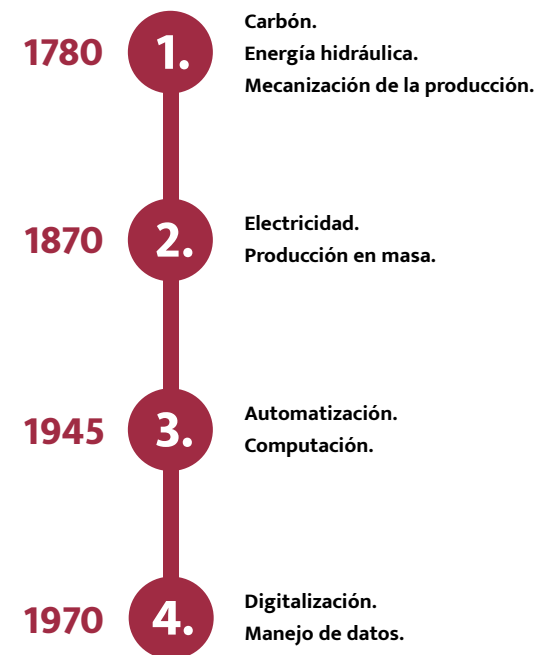 1780
1.
Carbón.
Energía hidráulica.
Mecanización de la producción.
1870
2.
Electricidad.
Producción en masa.
1945
3.
Automatización.
Computación.
1970
4.
Digitalización.
Manejo de datos.